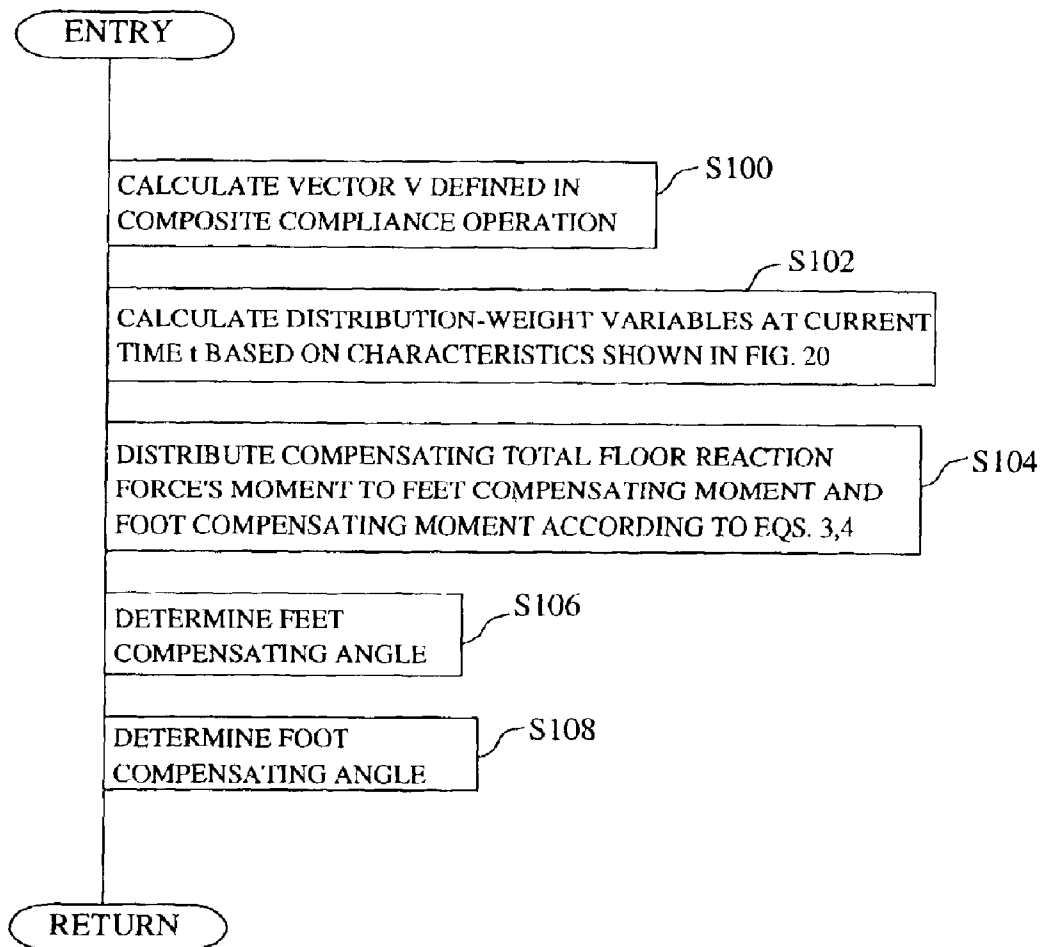 ENTRY
S100
CALCULATE VECTOR V DEFINED IN
COMPOSITE COMPLIANCE OPERATION
S102
CALCULATE DISTRIBUTION-WEIGHT VARIABLES AT CURRENT
TIME t BASED ON CHARACTERISTICS SHOWN IN FIG. 20
S104
DISTRIBUTE COMPENSATING TOTAL FLOOR REACTION
FORCE'S MOMENT TO FEET COMPENSATING MOMENT AND
FOOT COMPENSATING MOMENT ACCORDING TO EQS. 3,4
S106
DETERMINE FEET
COMPENSATING ANGLE
S108
DETERMINE FOOT
COMPENSATING ANGLE
RETURN